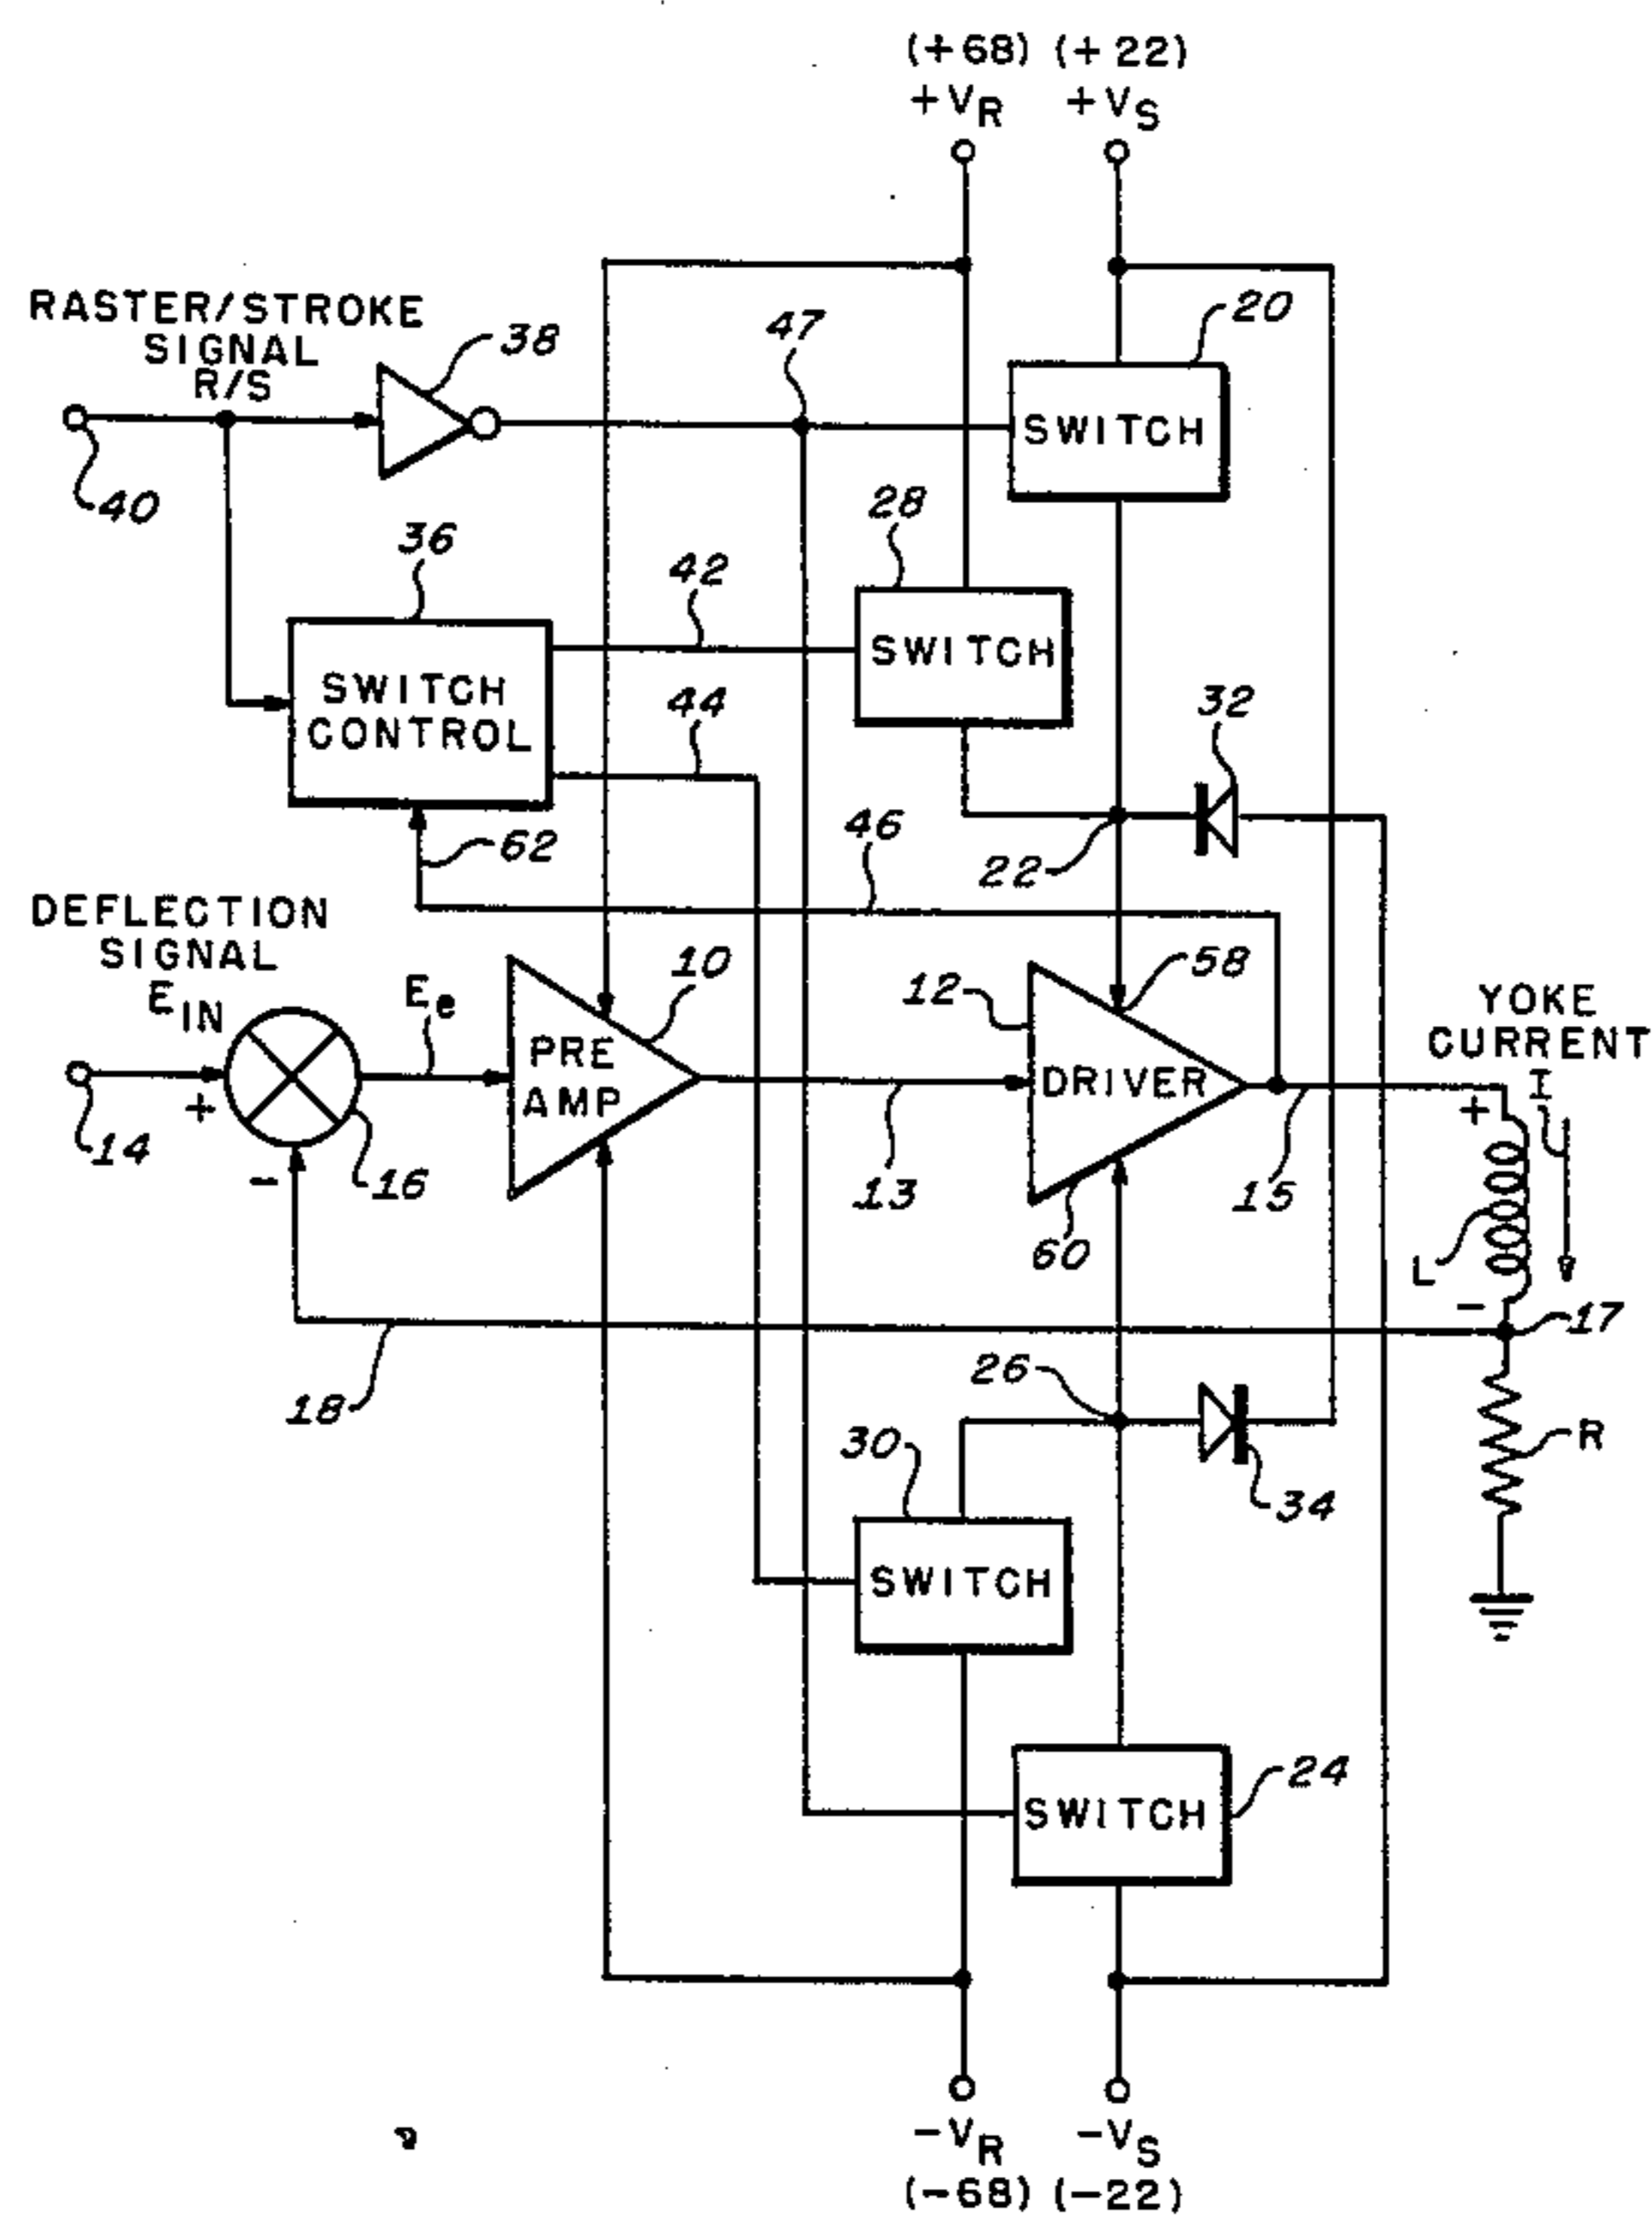 (+68) (+22)
+VR +VS
RASTER/STROKE
SIGNAL
R/S
38
47
20
SWITCH
40
28
36
42
SWITCH
SWITCH
CONTROL
44
32
46
62
22
DEFLECTION
SIGNAL
EIN
Ee
10
12
58
YOKE
CURRENT
I
PRE
AMP
DRIVER
+
+
14
-
16
13
60
15
L
-
17
18
26
30
R
34
SWITCH
24
SWITCH
-VR -VS
(-68) (-22)